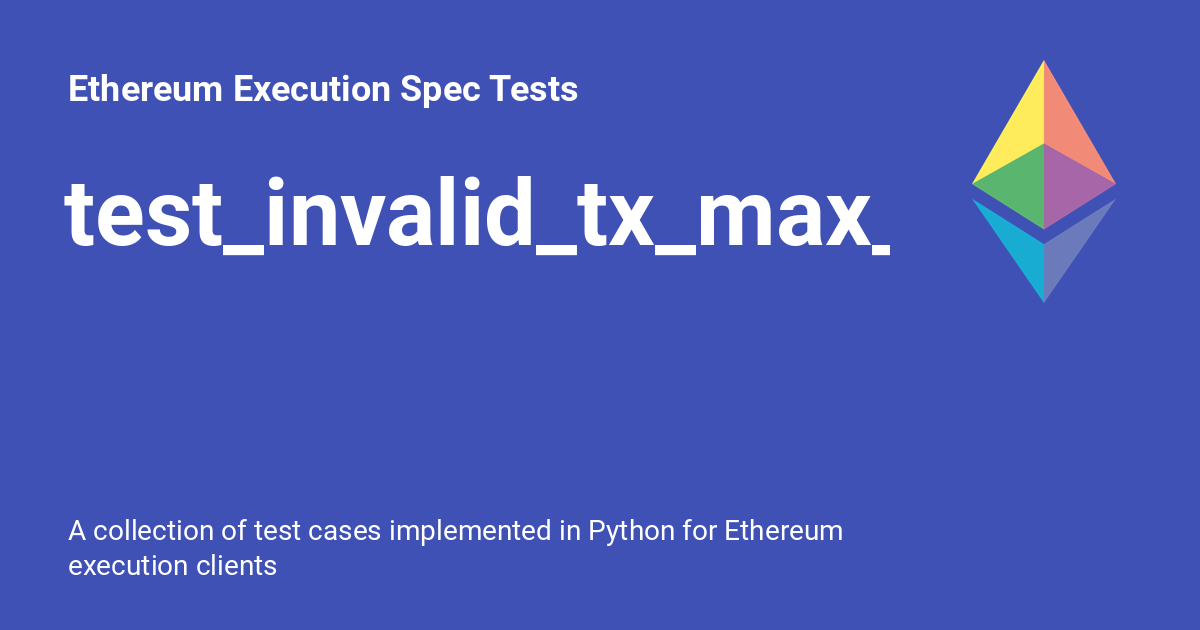 Ethereum Execution Spec Tests
test_invalid_tx_max_
A collection of test cases implemented in Python for Ethereum
execution clients